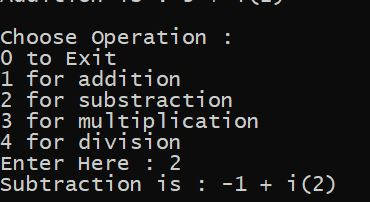 Choose Operation :
0 to Exit
1 for addition
2 for substraction
3 for multiplication
4 for division
Enter Here : 2
Subtraction is : -1 + i(2)